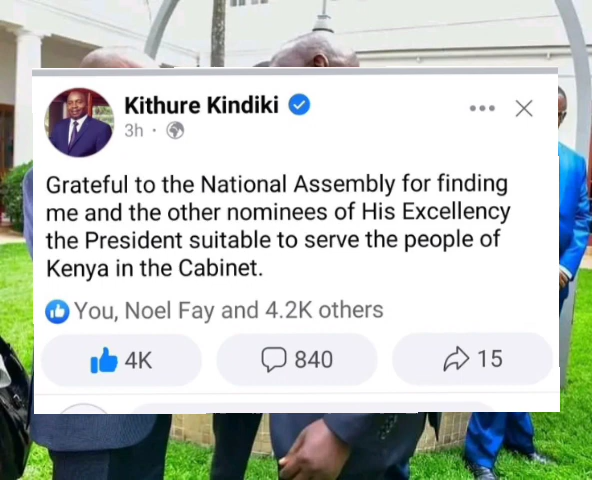 Kithure Kindiki
3h ·
Grateful to the National Assembly for finding
me and the other nominees of His Excellency
the President suitable to serve the people of
Kenya in the Cabinet.
You, Noel Fay and 4.2K others
4K 840 15